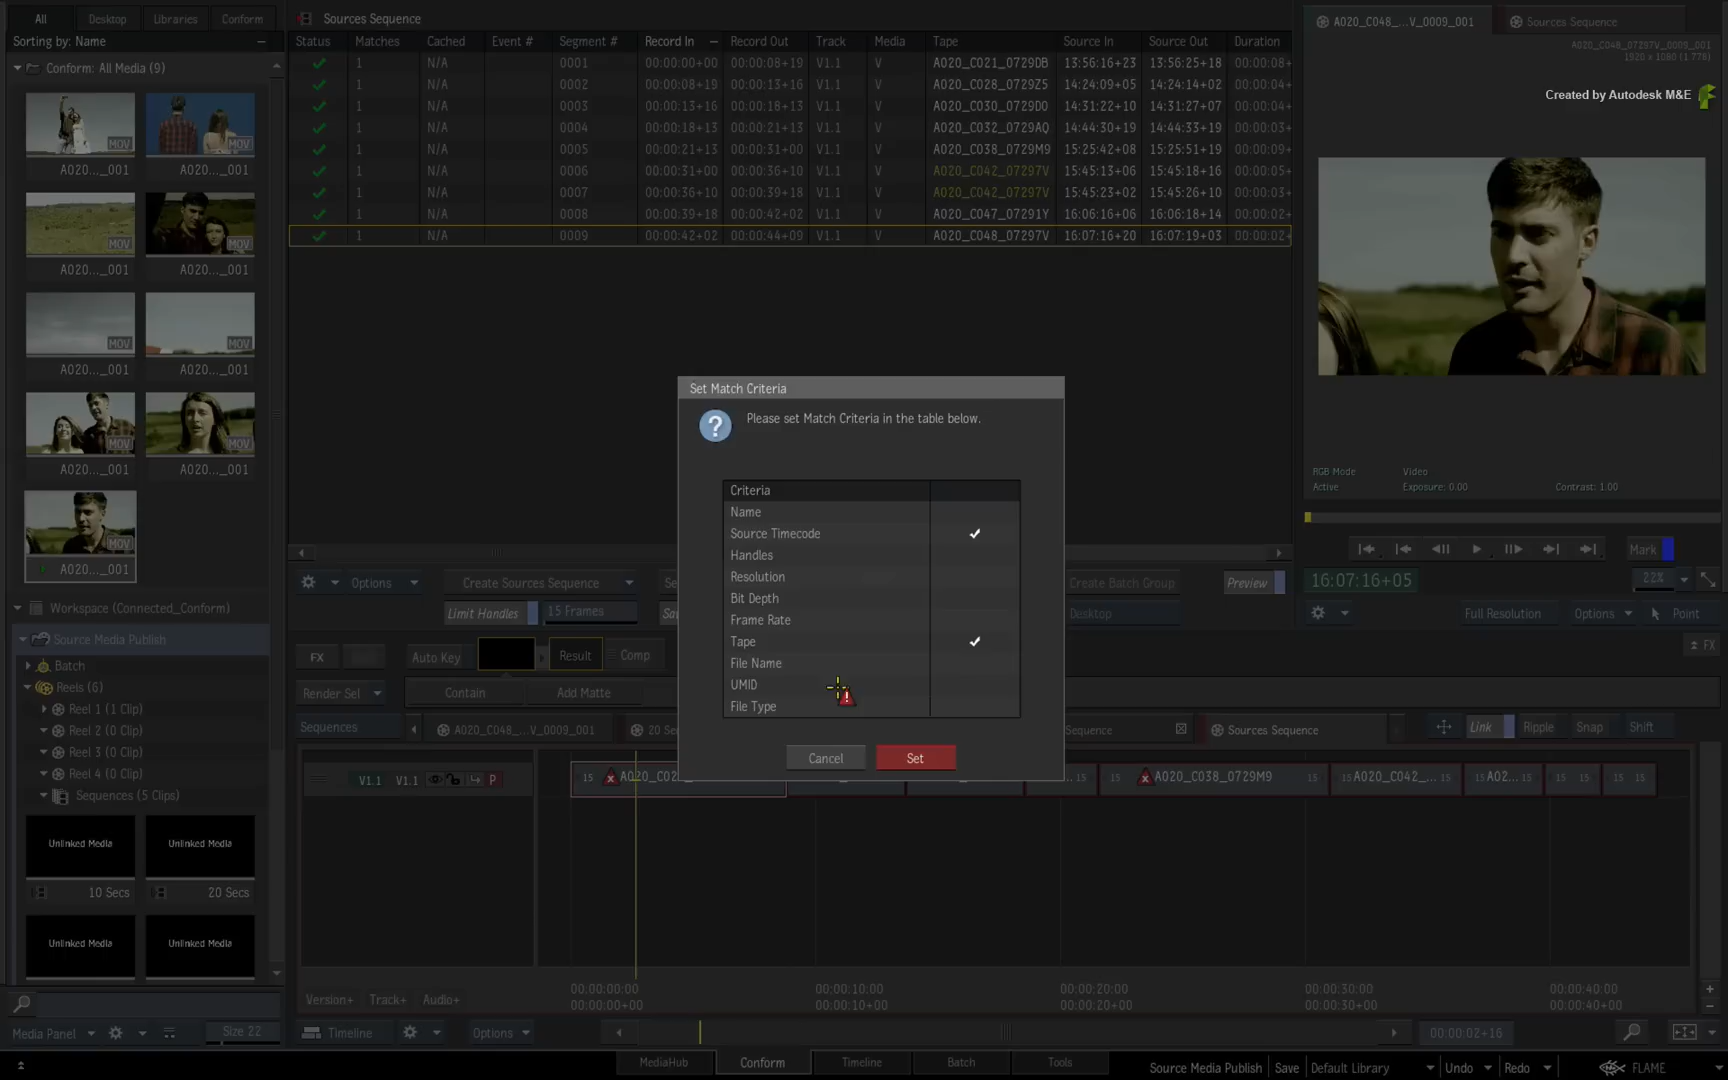 All Desktop Libraries Conform
Sorting by: Name
Conform: All Media (9)
MOV MOV
A020..._001 A020..._001
MOV MOV
A020..._001 A020..._001
MOV MOV
A020..._001 A020..._001
MOV MOV
A020..._001 A020..._001
MOV
A020..._001
Workspace (Connected_Conform)
Source Media Publish
Batch
Reels (6)
Reel 1 (1 Clip)
Reel 2 (0 Clip)
Reel 3 (0 Clip)
Reel 4 (0 Clip)
Sequences (5 Clips)
Unlinked Media Unlinked Media
10 Secs 20 Secs
Unlinked Media Unlinked Media
Media Panel Size 22
Sources Sequence
Status Matches Cached Event # Segment # Record In Record Out Track Media Tape Source In Source Out Duration
1 N/A 0001 00:00:00+00 00:00:08+19 V1.1 V A020_C021_0729DB 13:56:16+23 13:56:25+18 00:00:08+
1 N/A 0002 00:00:08+19 00:00:13+16 V1.1 V A020_C028_0729Z5 14:24:09+05 14:24:14+02 00:00:04+
1 N/A 0003 00:00:13+16 00:00:18+13 V1.1 V A020_C030_0729D0 14:31:22+10 14:31:27+07 00:00:04+
1 N/A 0004 00:00:18+13 00:00:21+13 V1.1 V A020_C032_0729AQ 14:44:30+19 14:44:33+19 00:00:03+
1 N/A 0005 00:00:21+13 00:00:31+00 V1.1 V A020_C038_0729M9 15:25:42+08 15:25:51+19 00:00:09+
1 N/A 0006 00:00:31+00 00:00:36+10 V1.1 V A020_C042_07297V 15:45:13+06 15:45:18+16 00:00:05+
1 N/A 0007 00:00:36+10 00:00:39+18 V1.1 V A020_C042_07297V 15:45:23+02 15:45:26+10 00:00:03+
1 N/A 0008 00:00:39+18 00:00:42+02 V1.1 V A020_C047_07291Y 16:06:16+06 16:06:18+14 00:00:02+
1 N/A 0009 00:00:42+02 00:00:44+09 V1.1 V A020_C048_07297V 16:07:16+20 16:07:19+03 00:00:02+
Set Match Criteria
Please set Match Criteria in the table below.
Criteria
Name
Source Timecode
Handles
Resolution
Bit Depth
Frame Rate
Tape
File Name
UMID
File Type
Cancel Set
Options Create Sources Sequence Create Batch Group Preview
Limit Handles 15 Frames Desktop
FX Auto Key Result Comp
Render Sel Contain Add Matte
Sequences A020_C048_...V_0009_001 Sources Sequence Link Ripple Snap Shift
V1.1 V1.1 P 15 15 A020_C038_0729M9 15 15 A020_C042_... 15 15 A02... 15 15 15 15 15
00:00:00:00 00:00:10:00 00:00:20:00 00:00:30:00 00:00:40:00
00:00:00+00 00:00:10+00 00:00:20+00 00:00:30+00 00:00:40+00
Version+ Track+ Audio+
Timeline Options 00:00:02+16
A020_C048_...V_0009_001 Sources Sequence
A020_C048_07297V_0009_001
1920 x 1080 (1.778)
Created by Autodesk M&E
RGB Mode Video
Active Exposure: 0.00 Contrast: 1.00
Mark
16:07:16+05 22%
Full Resolution Options Point
FX
MediaHub Conform Timeline Batch Tools Source Media Publish Save Default Library Undo Redo FLAME